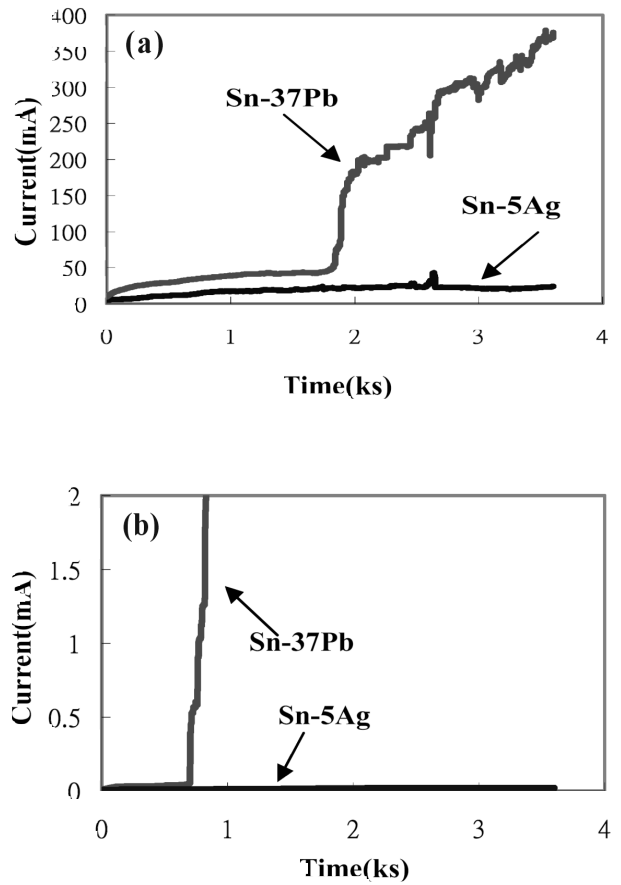 400
(a)
350
Sn-37Pb
300
250
200
Sn-5Ag
150
100
50
0
Current(mA)
0 1 2 3 4
Time(ks)
2
(b)
1.5
Sn-37Pb
1
Sn-5Ag
0.5
0
Current(mA)
0 1 2 3 4
Time(ks)